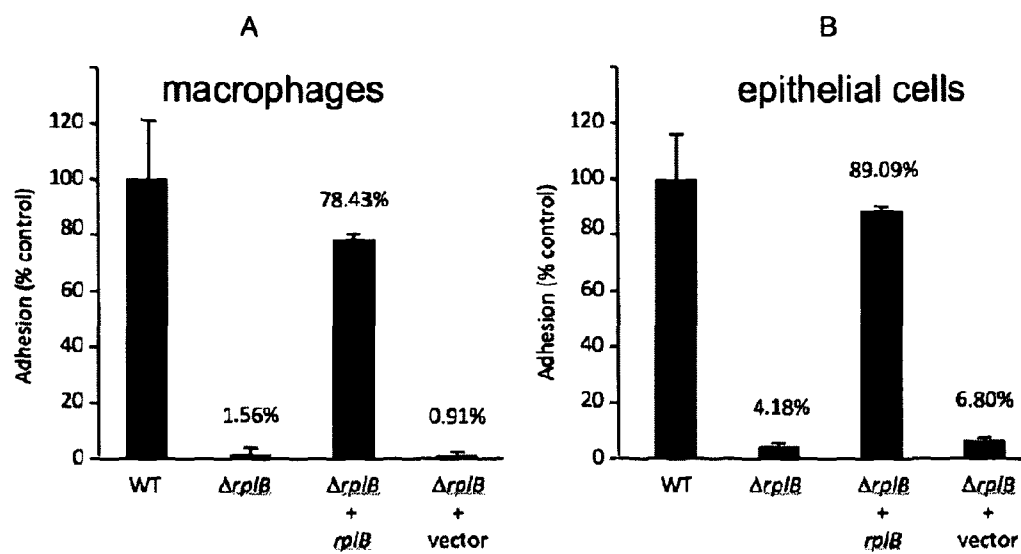 A
macrophages
Adhesion (% control)
120
100
80
60
40
20
0
78.43%
1.56%
0.91%
WT
ΔrplB
ΔrplB
+
rplB
ΔrplB
+
vector
B
epithelial cells
Adhesion (% control)
120
100
80
60
40
20
0
89.09%
4.18%
6.80%
WT
ΔrplB
ΔrplB
+
rplB
ΔrplB
+
vector